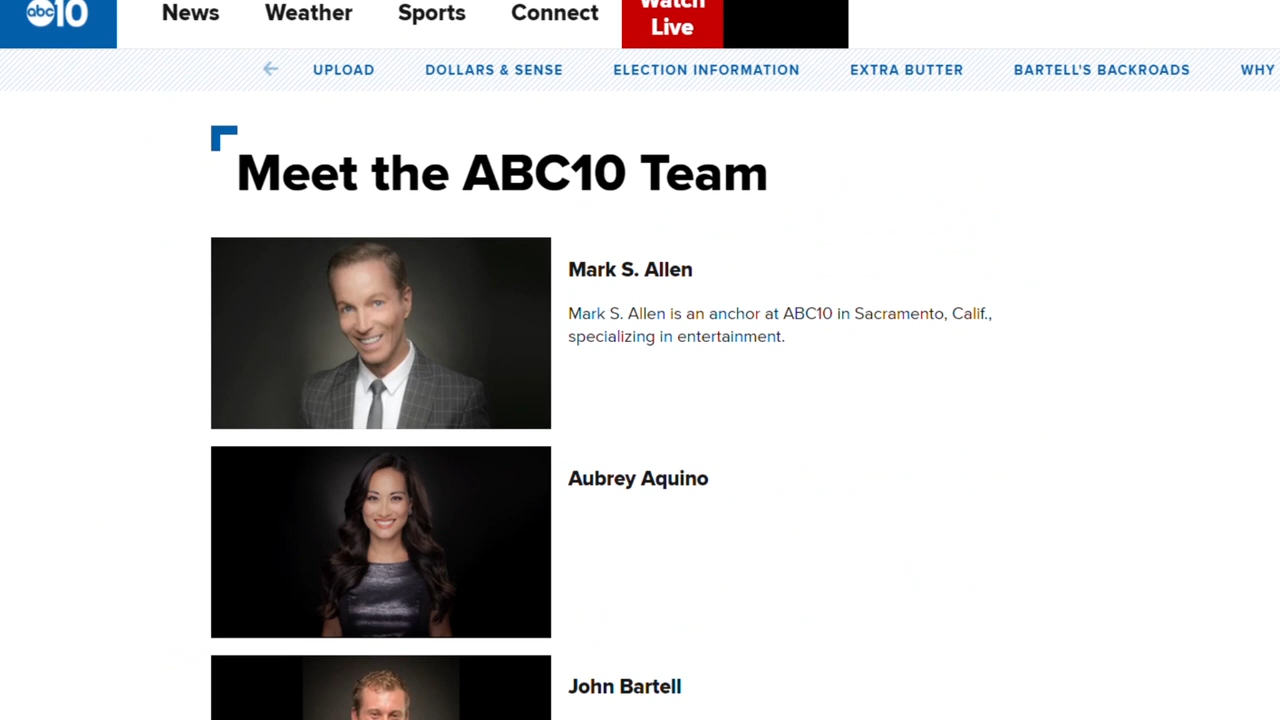 abc10
News
Weather
Sports
Connect
Watch
Live
UPLOAD
DOLLARS & SENSE
ELECTION INFORMATION
EXTRA BUTTER
BARTELL'S BACKROADS
WHY
Meet the ABC10 Team
Mark S. Allen
Mark S. Allen is an anchor at ABC10 in Sacramento, Calif.,
specializing in entertainment.
Aubrey Aquino
John Bartell